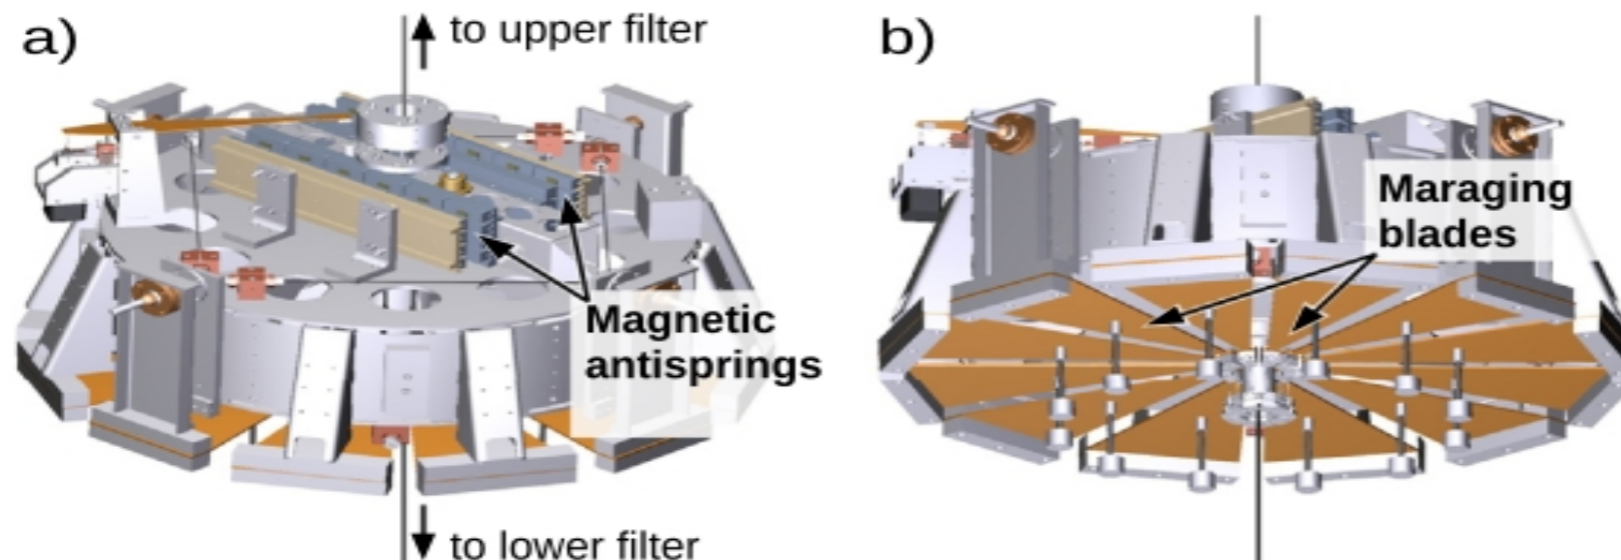 a)
to upper filter
Magnetic
antisprings
to lower filter
b)
Maraging
blades